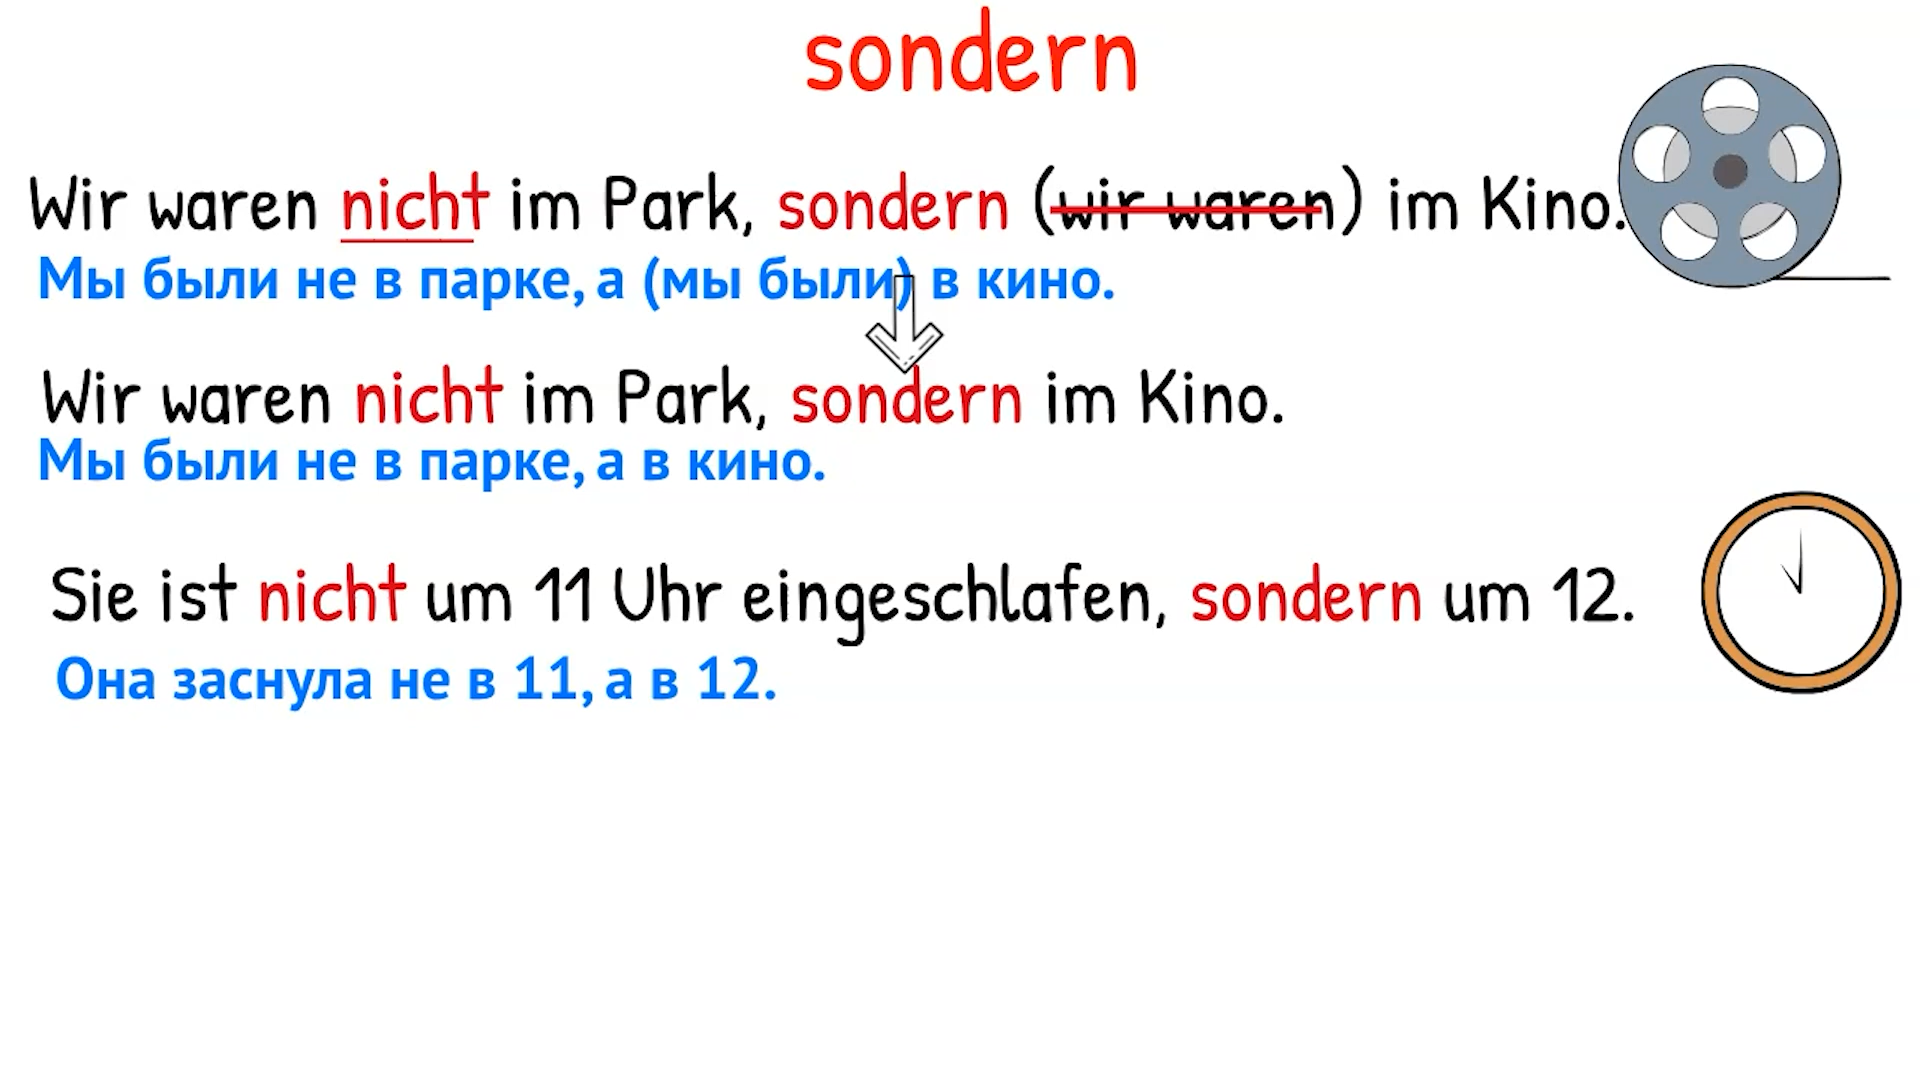 sondern
Wir waren nicht im Park, sondern (wir waren) im Kino.
Мы были не в парке, а (мы были) в кино.
Wir waren nicht im Park, sondern im Kino.
Мы были не в парке, а в кино.
Sie ist nicht um 11 Uhr eingeschlafen, sondern um 12.
Она заснула не в 11, а в 12.